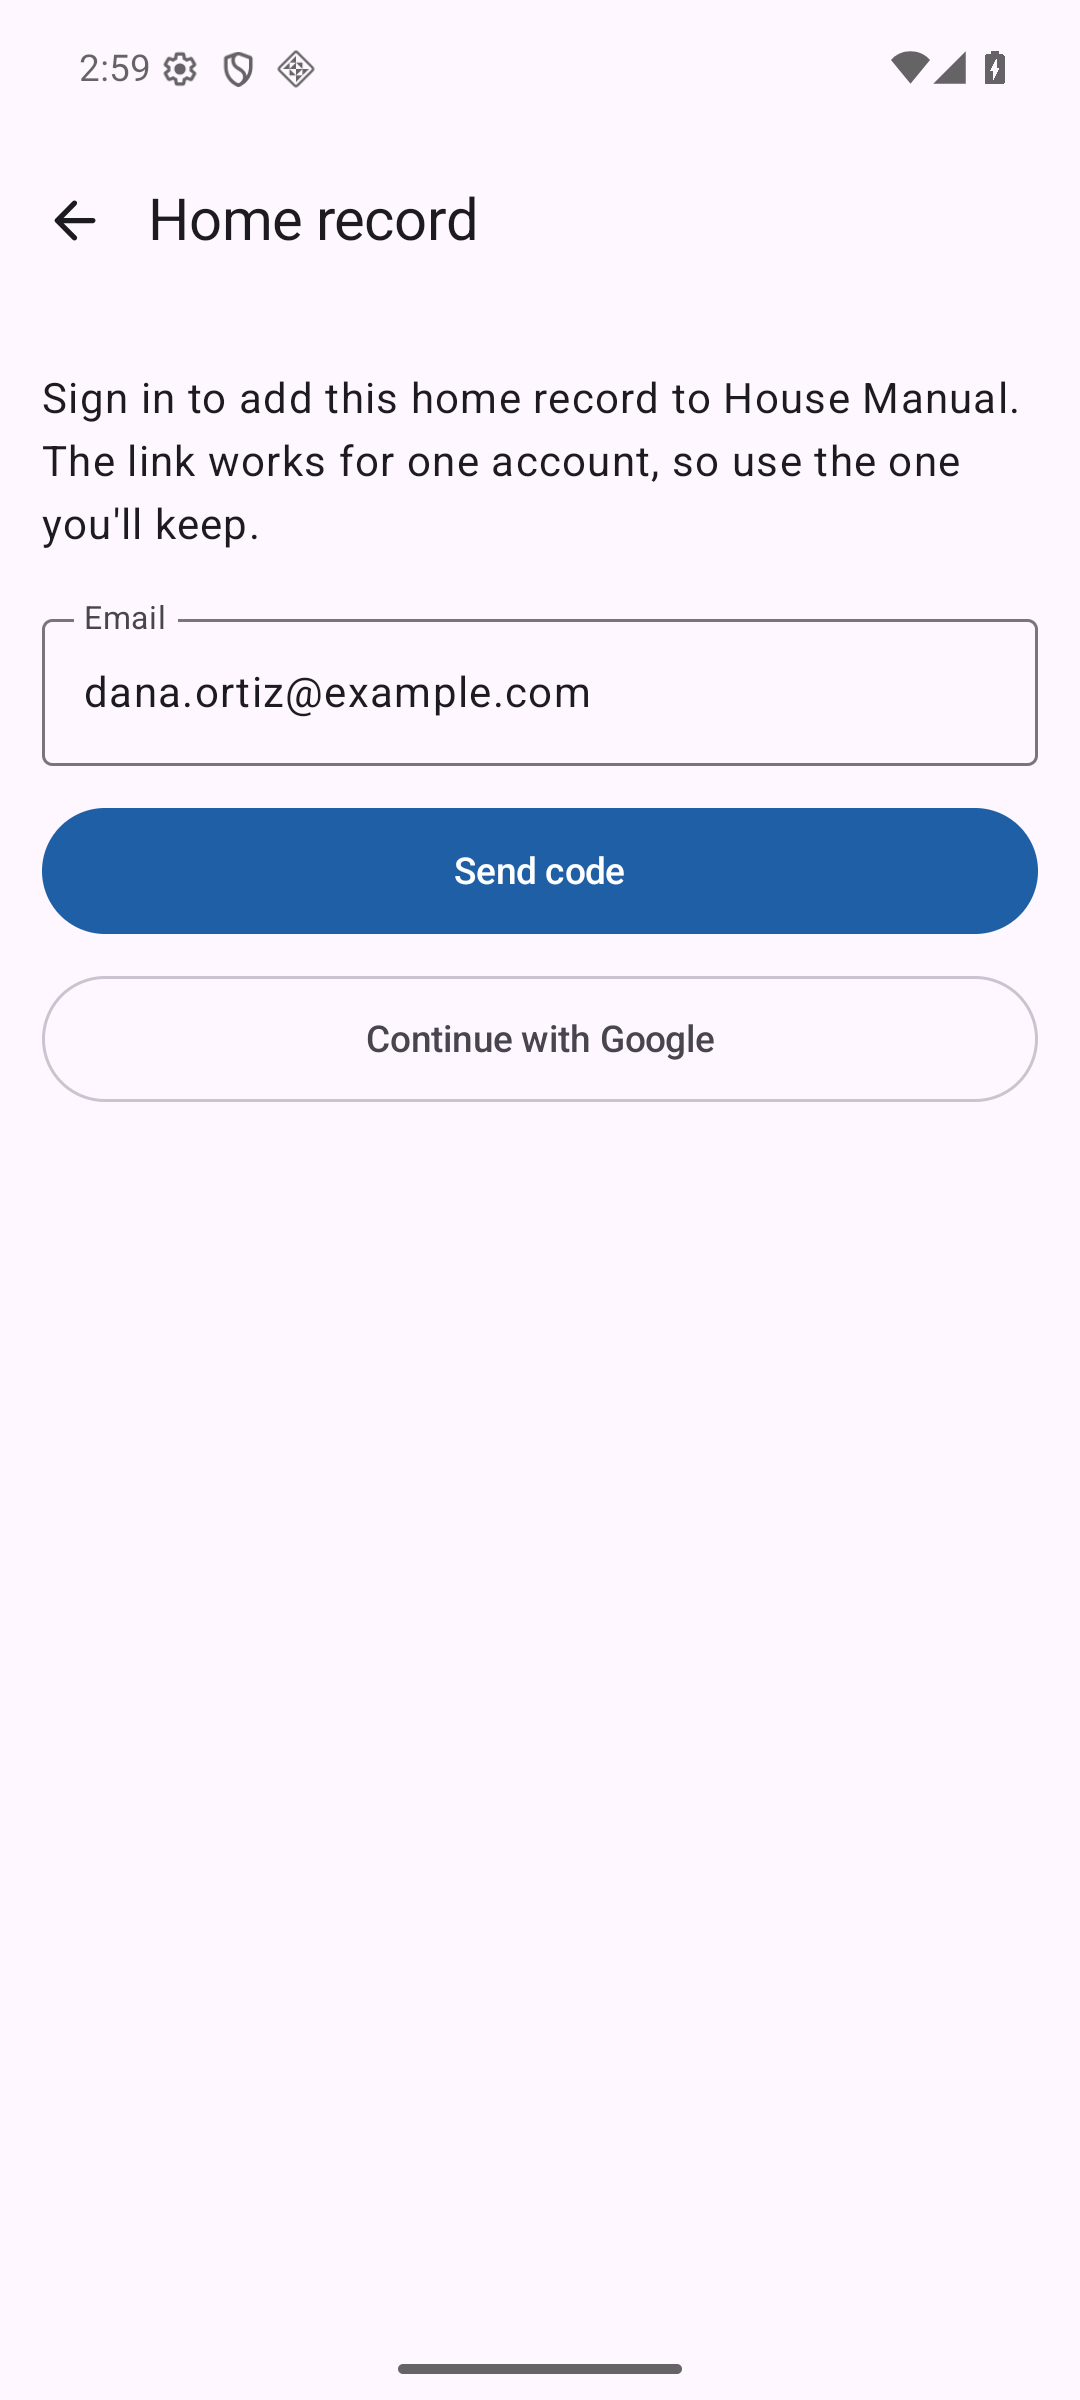 2:59
Home record
Sign in to add this home record to House Manual.
The link works for one account, so use the one
you'll keep.
Email
dana.ortiz@example.com
Send code
Continue with Google